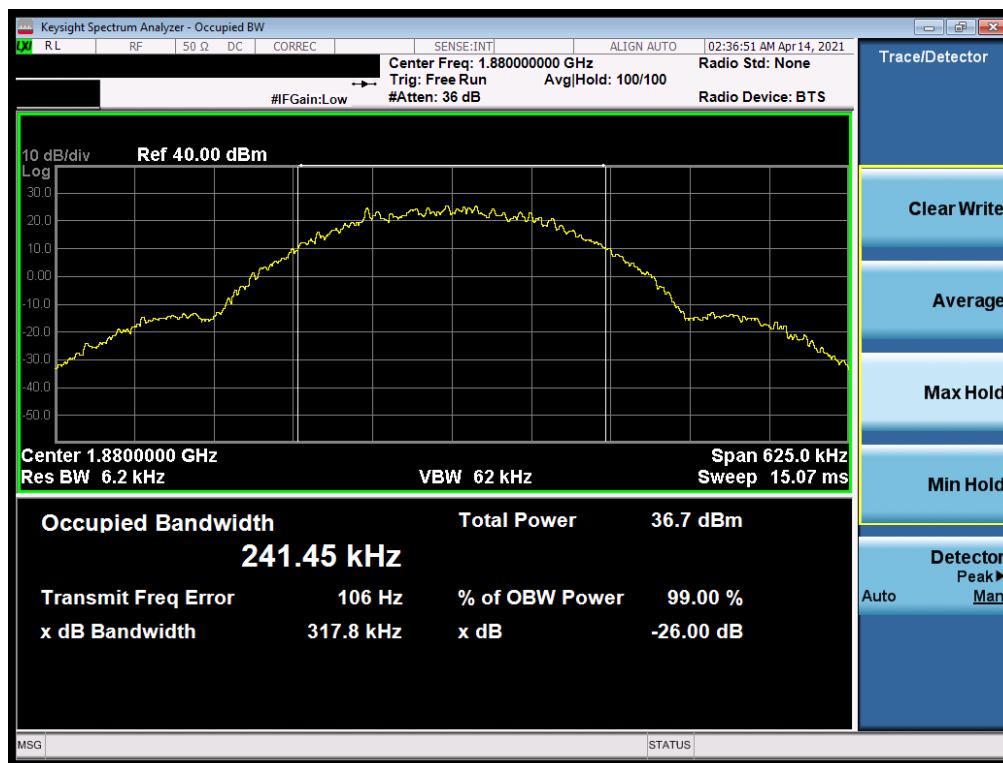 Keysight Spectrum Analyzer - Occupied BW
LXI RL RF 50 Ω DC CORREC SENSE:INT ALIGN AUTO 02:36:51 AM Apr 14, 2021
Center Freq: 1.880000000 GHz Radio Std: None
Trig: Free Run Avg|Hold: 100/100
#IFGain:Low #Atten: 36 dB Radio Device: BTS
Trace/Detector
10 dB/div Ref 40.00 dBm
Log
30.0
20.0
10.0
0.00
-10.0
-20.0
-30.0
-40.0
-50.0
Center 1.8800000 GHz Span 625.0 kHz
Res BW 6.2 kHz VBW 62 kHz Sweep 15.07 ms
Occupied Bandwidth Total Power 36.7 dBm
241.45 kHz
Transmit Freq Error 106 Hz % of OBW Power 99.00 %
x dB Bandwidth 317.8 kHz x dB -26.00 dB
Clear Write
Average
Max Hold
Min Hold
Detector
Peak▶
Auto Man
MSG STATUS